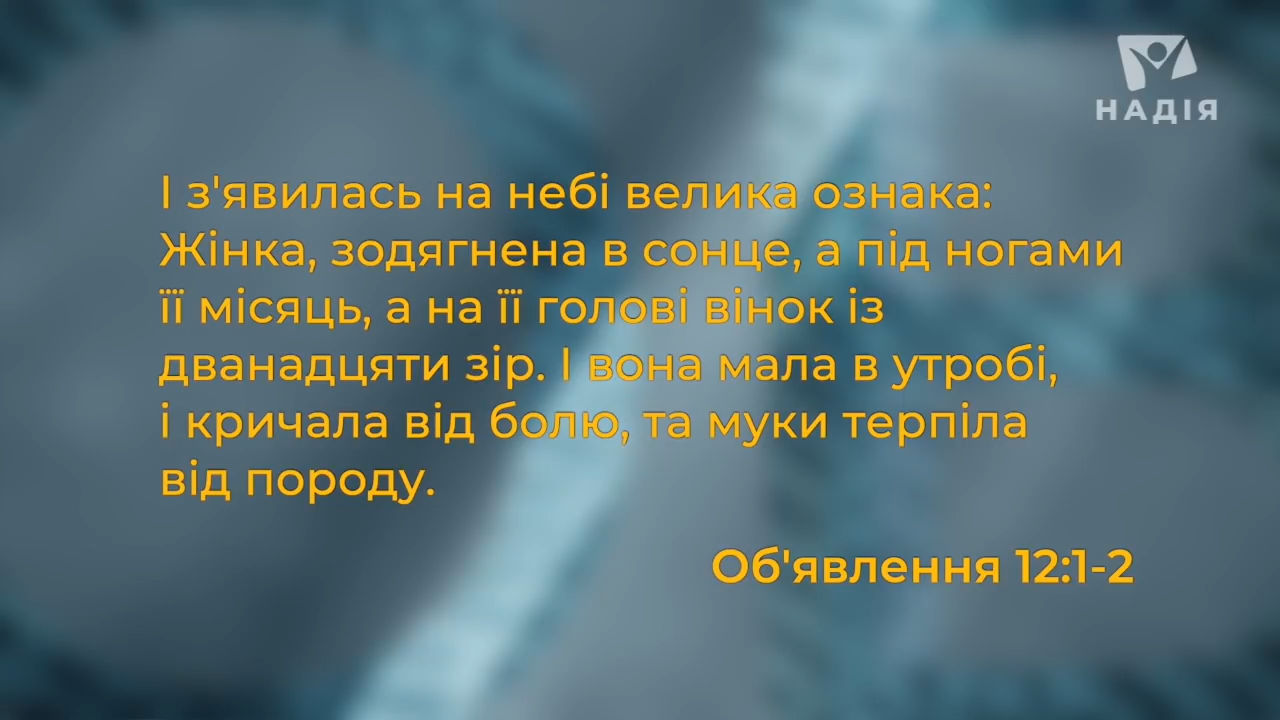 НАДІЯ
І з'явилась на небі велика ознака:
Жінка, зодягнена в сонце, а під ногами
її місяць, а на її голові вінок із
дванадцяти зір. І вона мала в утробі,
і кричала від болю, та муки терпіла
від породу.
Об'явлення 12:1-2